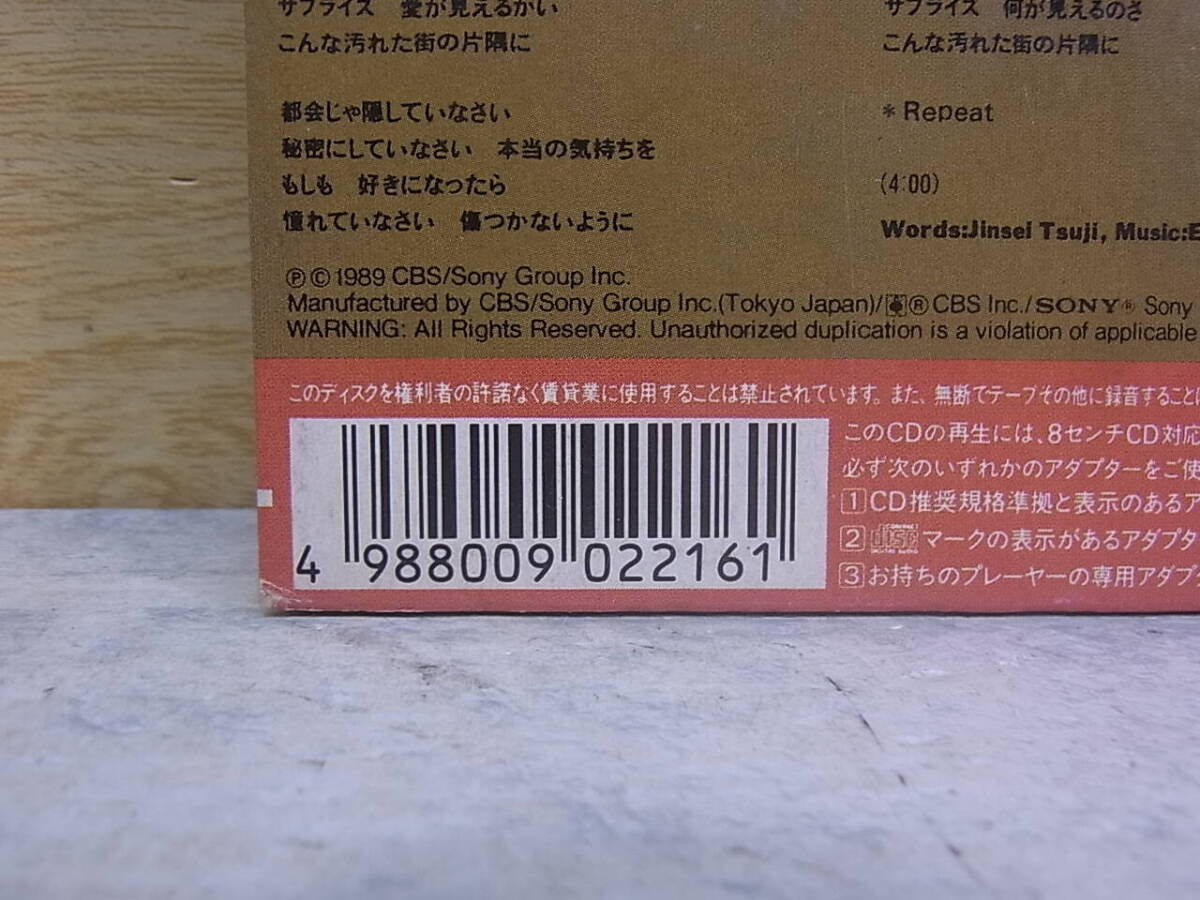 サプライズ　愛が見えるかい
こんな汚れた街の片隅に
都会じゃ隠していなさい
秘密にしていなさい　本当の気持ちを
もしも　好きになったら
憧れていなさい　傷つかないように
サプライズ　何が見えるのさ
こんな汚れた街の片隅に
＊Repeat
(4:00)
Words:Jinsei Tsuji, Music:E
Ⓟ©1989 CBS/Sony Group Inc.
Manufactured by CBS/Sony Group Inc.(Tokyo Japan)/® CBS Inc./SONY® Sony
WARNING: All Rights Reserved. Unauthorized duplication is a violation of applicable
このディスクを権利者の許諾なく賃貸業に使用することは禁止されています。また、無断でテープその他に録音することは
4 988009 022161
このCDの再生には、8センチCD対応
必ず次のいずれかのアダプターをご使
1 CD推奨規格準拠と表示のあるア
2 COMPACT disc DIGITAL AUDIO マークの表示があるアダプタ
3 お持ちのプレーヤーの専用アダプ